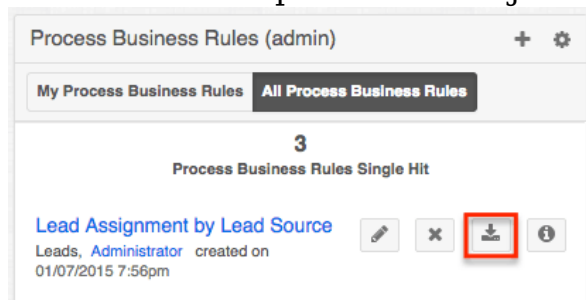 Process Business Rules (admin)
My Process Business Rules All Process Business Rules
3
Process Business Rules Single Hit
Lead Assignment by Lead Source
Leads, Administrator created on
01/07/2015 7:56pm